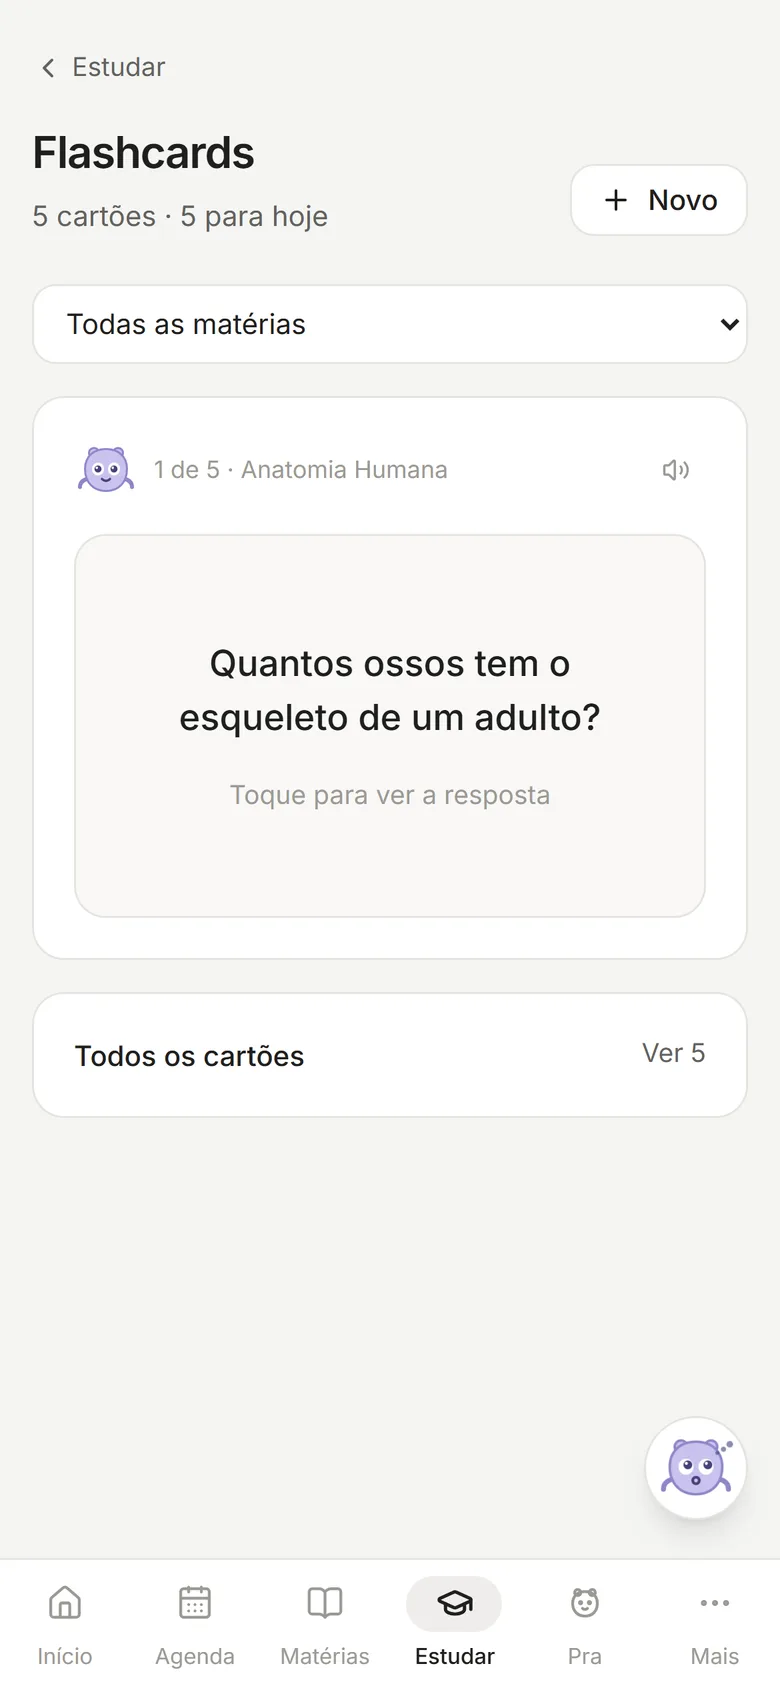 Estudar
Flashcards
5 cartões · 5 para hoje
Novo
Todas as matérias
1 de 5 · Anatomia Humana
Quantos ossos tem o
esqueleto de um adulto?
Toque para ver a resposta
Todos os cartões
Ver 5
Início
Agenda
Matérias
Estudar
Pra
Mais